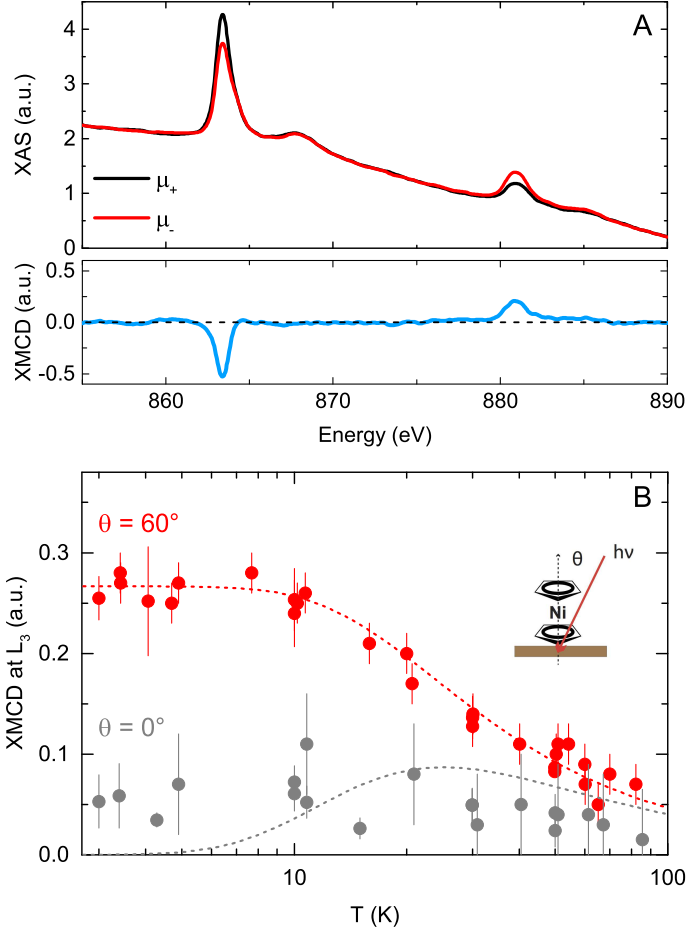 A
XAS (a.u.)
4
3
2
1
0
μ₊
μ₋
XMCD (a.u.)
0.5
0.0
-0.5
860 870 880 890
Energy (eV)
B
XMCD at L₃ (a.u.)
0.3
0.2
0.1
0.0
θ = 60°
θ = 0°
θ
hν
Ni
10 100
T (K)